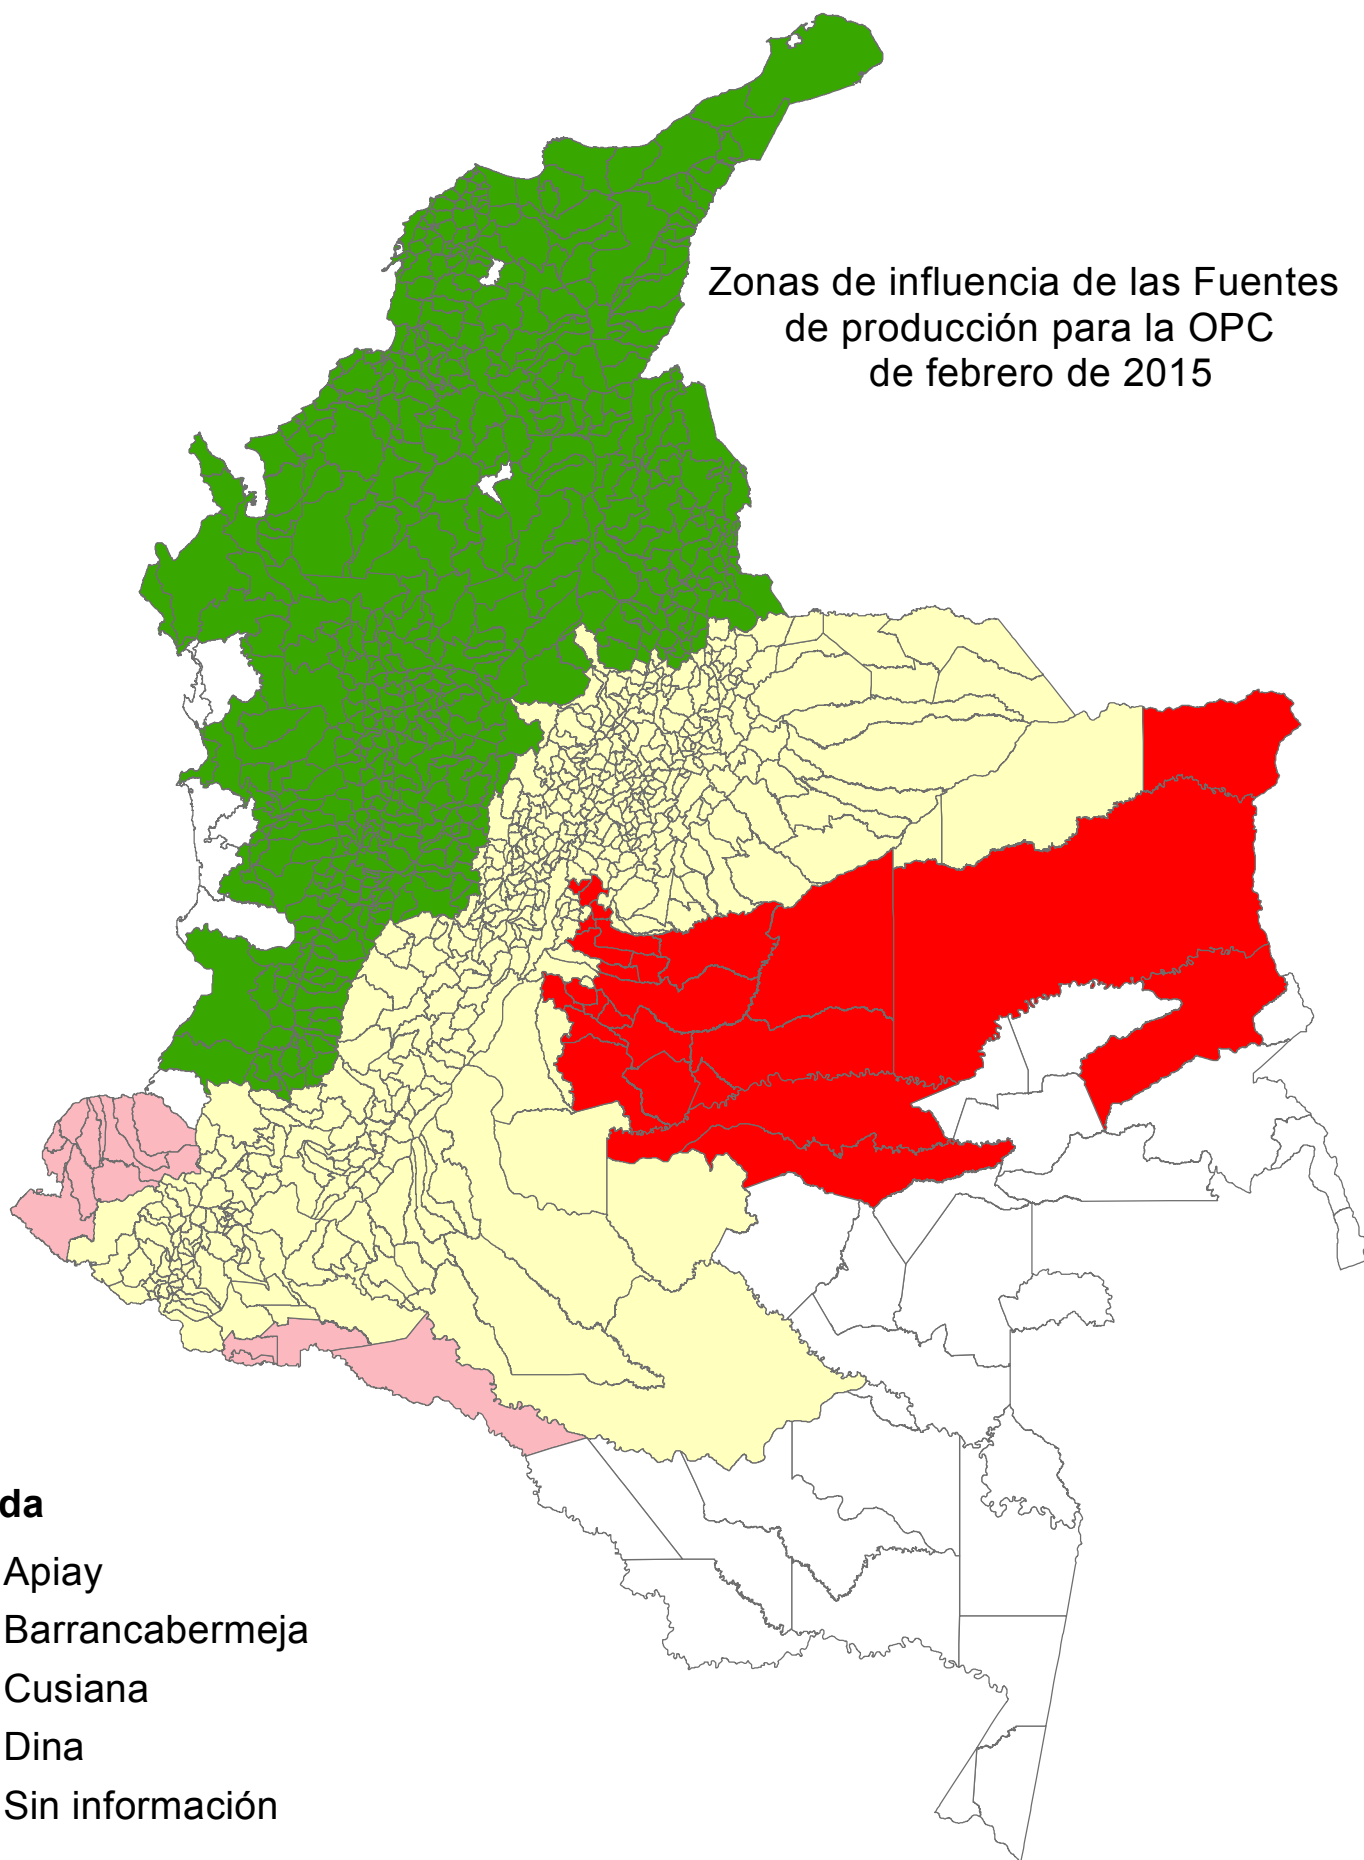 Zonas de influencia de las Fuentes
de producción para la OPC
de febrero de 2015
da
Apiay
Barrancabermeja
Cusiana
Dina
Sin información